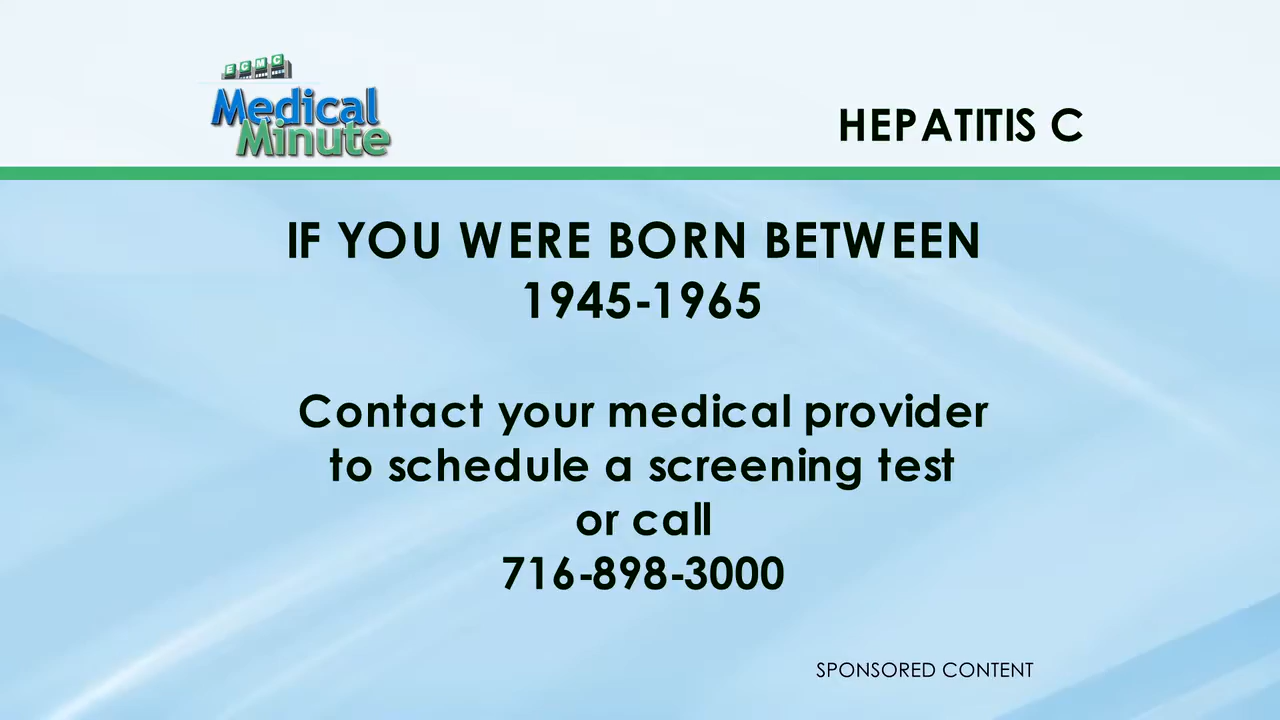 ECMC
Medical
Minute
HEPATITIS C
IF YOU WERE BORN BETWEEN
1945-1965
Contact your medical provider
to schedule a screening test
or call
716-898-3000
SPONSORED CONTENT